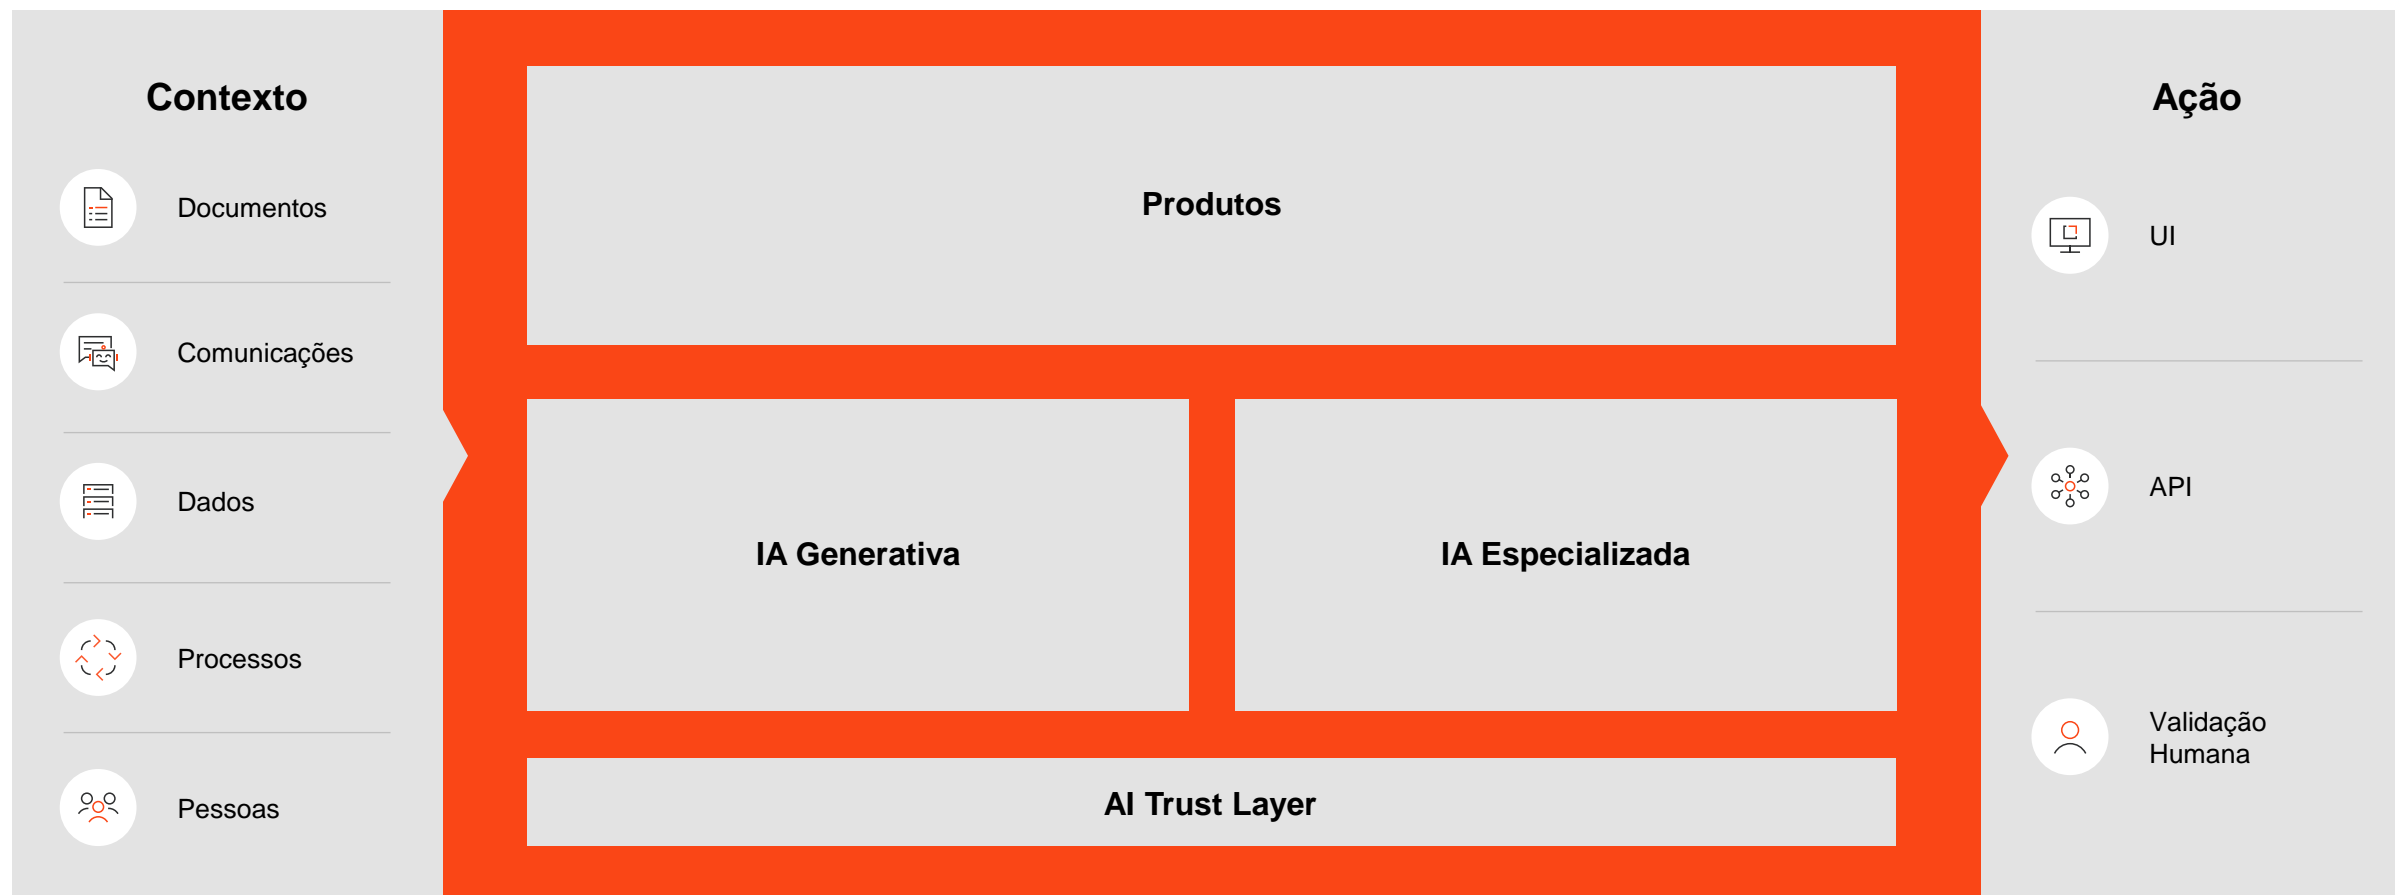 Contexto
Documentos
Comunicações
Dados
Processos
Pessoas
Produtos
IA Generativa
IA Especializada
AI Trust Layer
Ação
UI
API
Validação
Humana